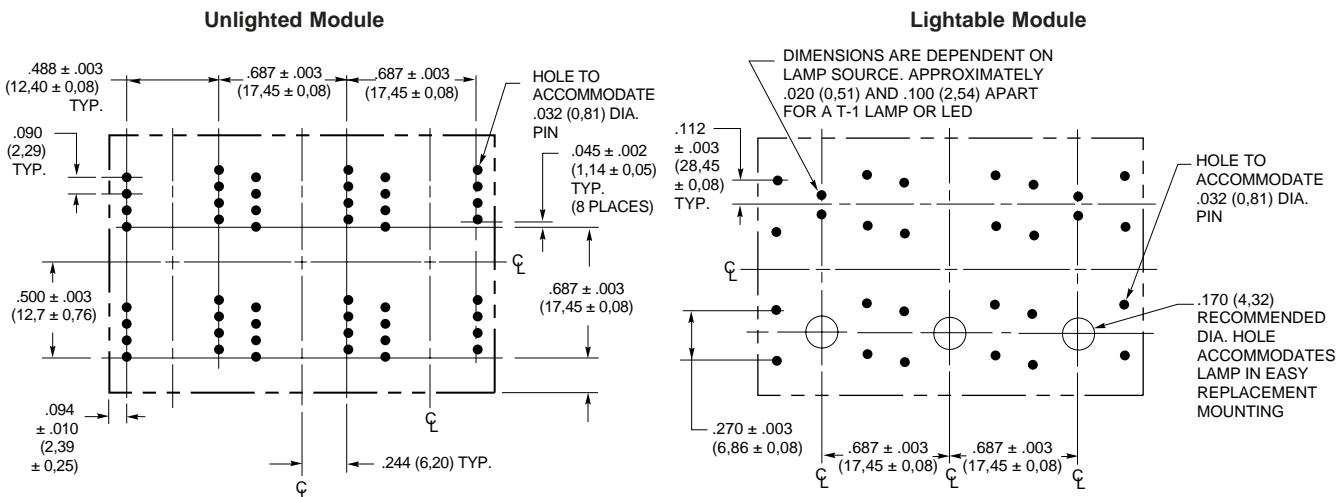 Unlighted Module
.488 ± .003
(12,40 ± 0,08)
TYP.
.687 ± .003
(17,45 ± 0,08)
.687 ± .003
(17,45 ± 0,08)
HOLE TO
ACCOMMODATE
.032 (0,81) DIA.
PIN
.090
(2,29)
TYP.
.045 ± .002
(1,14 ± 0,05)
TYP.
(8 PLACES)
℄
.500 ± .003
(12,7 ± 0,76)
.687 ± .003
(17,45 ± 0,08)
.094
± .010
(2,39
± 0,25)
℄
.244 (6,20) TYP.
℄
Lightable Module
DIMENSIONS ARE DEPENDENT ON
LAMP SOURCE. APPROXIMATELY
.020 (0,51) AND .100 (2,54) APART
FOR A T-1 LAMP OR LED
.112
± .003
(28,45
± 0,08)
TYP.
HOLE TO
ACCOMMODATE
.032 (0,81) DIA.
PIN
℄
.170 (4,32)
RECOMMENDED
DIA. HOLE
ACCOMMODATES
LAMP IN EASY
REPLACEMENT
MOUNTING
.270 ± .003
(6,86 ± 0,08)
.687 ± .003
(17,45 ± 0,08)
.687 ± .003
(17,45 ± 0,08)
℄
℄
℄